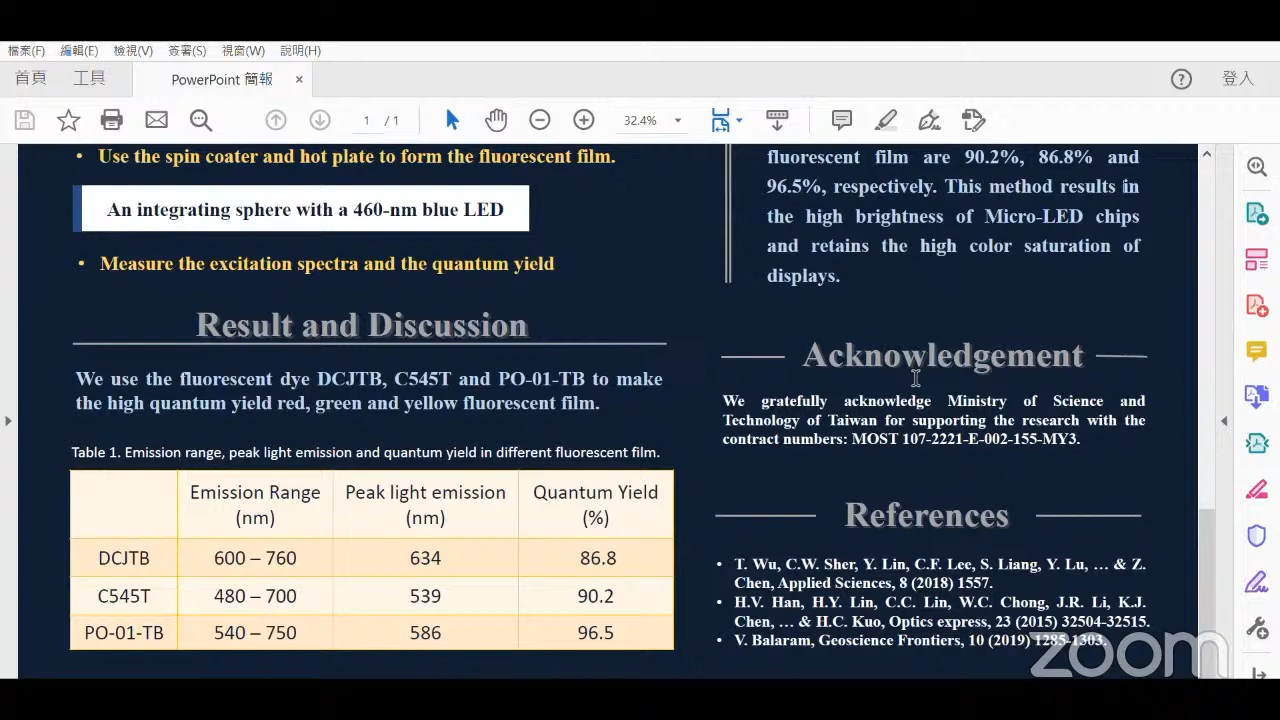 檔案(F) 編輯(E) 檢視(V) 簽署(S) 視窗(W) 說明(H)
首頁 工具 PowerPoint 簡報 × ? 登入
1 / 1 32.4%
• Use the spin coater and hot plate to form the fluorescent film.
An integrating sphere with a 460-nm blue LED
• Measure the excitation spectra and the quantum yield
Result and Discussion
We use the fluorescent dye DCJTB, C545T and PO-01-TB to make
the high quantum yield red, green and yellow fluorescent film.
Table 1. Emission range, peak light emission and quantum yield in different fluorescent film.
Emission Range (nm) Peak light emission (nm) Quantum Yield (%)
DCJTB 600 – 760 634 86.8
C545T 480 – 700 539 90.2
PO-01-TB 540 – 750 586 96.5
fluorescent film are 90.2%, 86.8% and
96.5%, respectively. This method results in
the high brightness of Micro-LED chips
and retains the high color saturation of
displays.
Acknowledgement
We gratefully acknowledge Ministry of Science and
Technology of Taiwan for supporting the research with the
contract numbers: MOST 107-2221-E-002-155-MY3.
References
• T. Wu, C.W. Sher, Y. Lin, C.F. Lee, S. Liang, Y. Lu, … & Z.
Chen, Applied Sciences, 8 (2018) 1557.
• H.V. Han, H.Y. Lin, C.C. Lin, W.C. Chong, J.R. Li, K.J.
Chen, … & H.C. Kuo, Optics express, 23 (2015) 32504-32515.
• V. Balaram, Geoscience Frontiers, 10 (2019) 1285-1303.
zoom